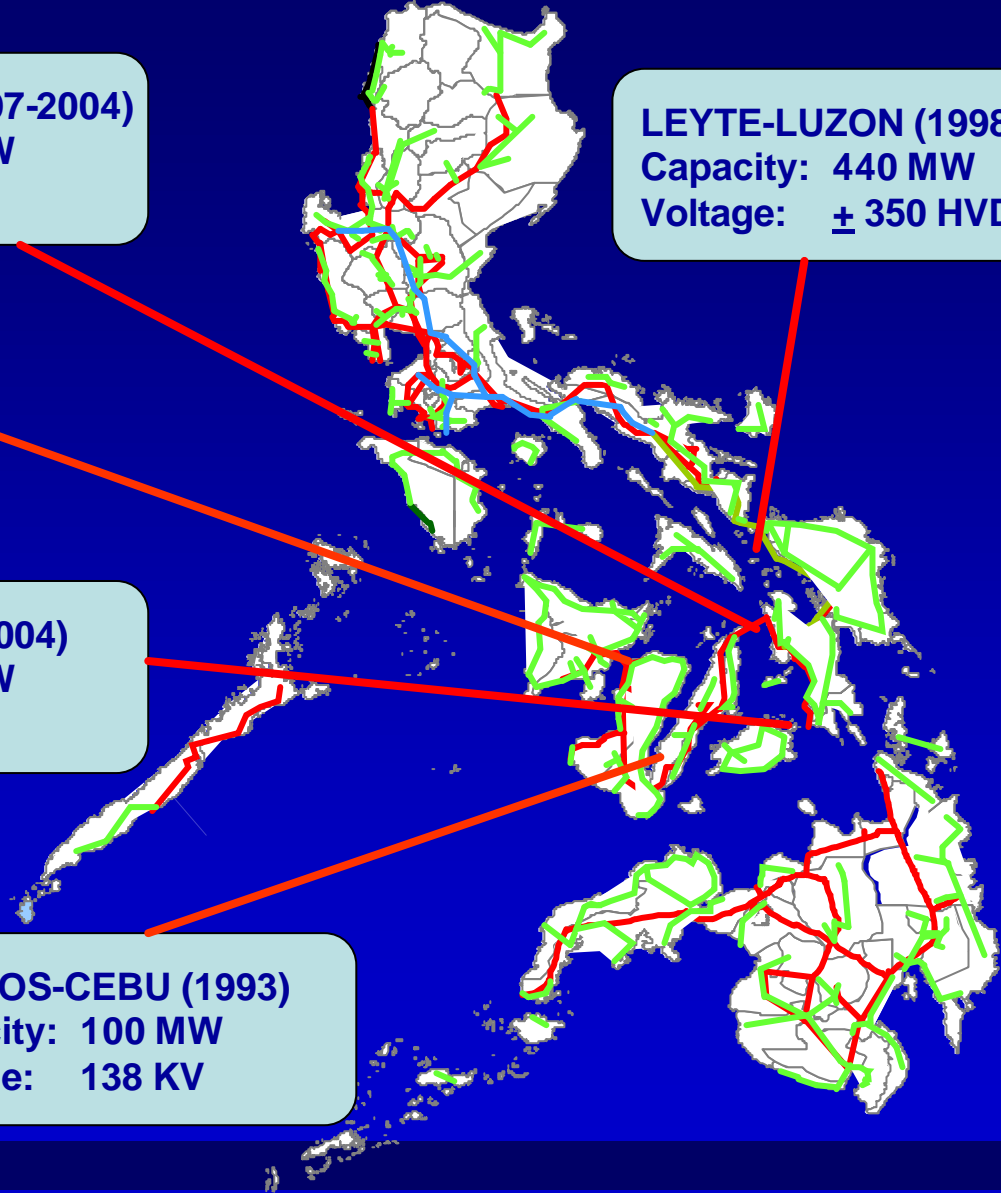 07-2004)
W
LEYTE-LUZON (1998
Capacity: 440 MW
Voltage: ± 350 HVD
004)
W
OS-CEBU (1993)
city: 100 MW
e: 138 KV